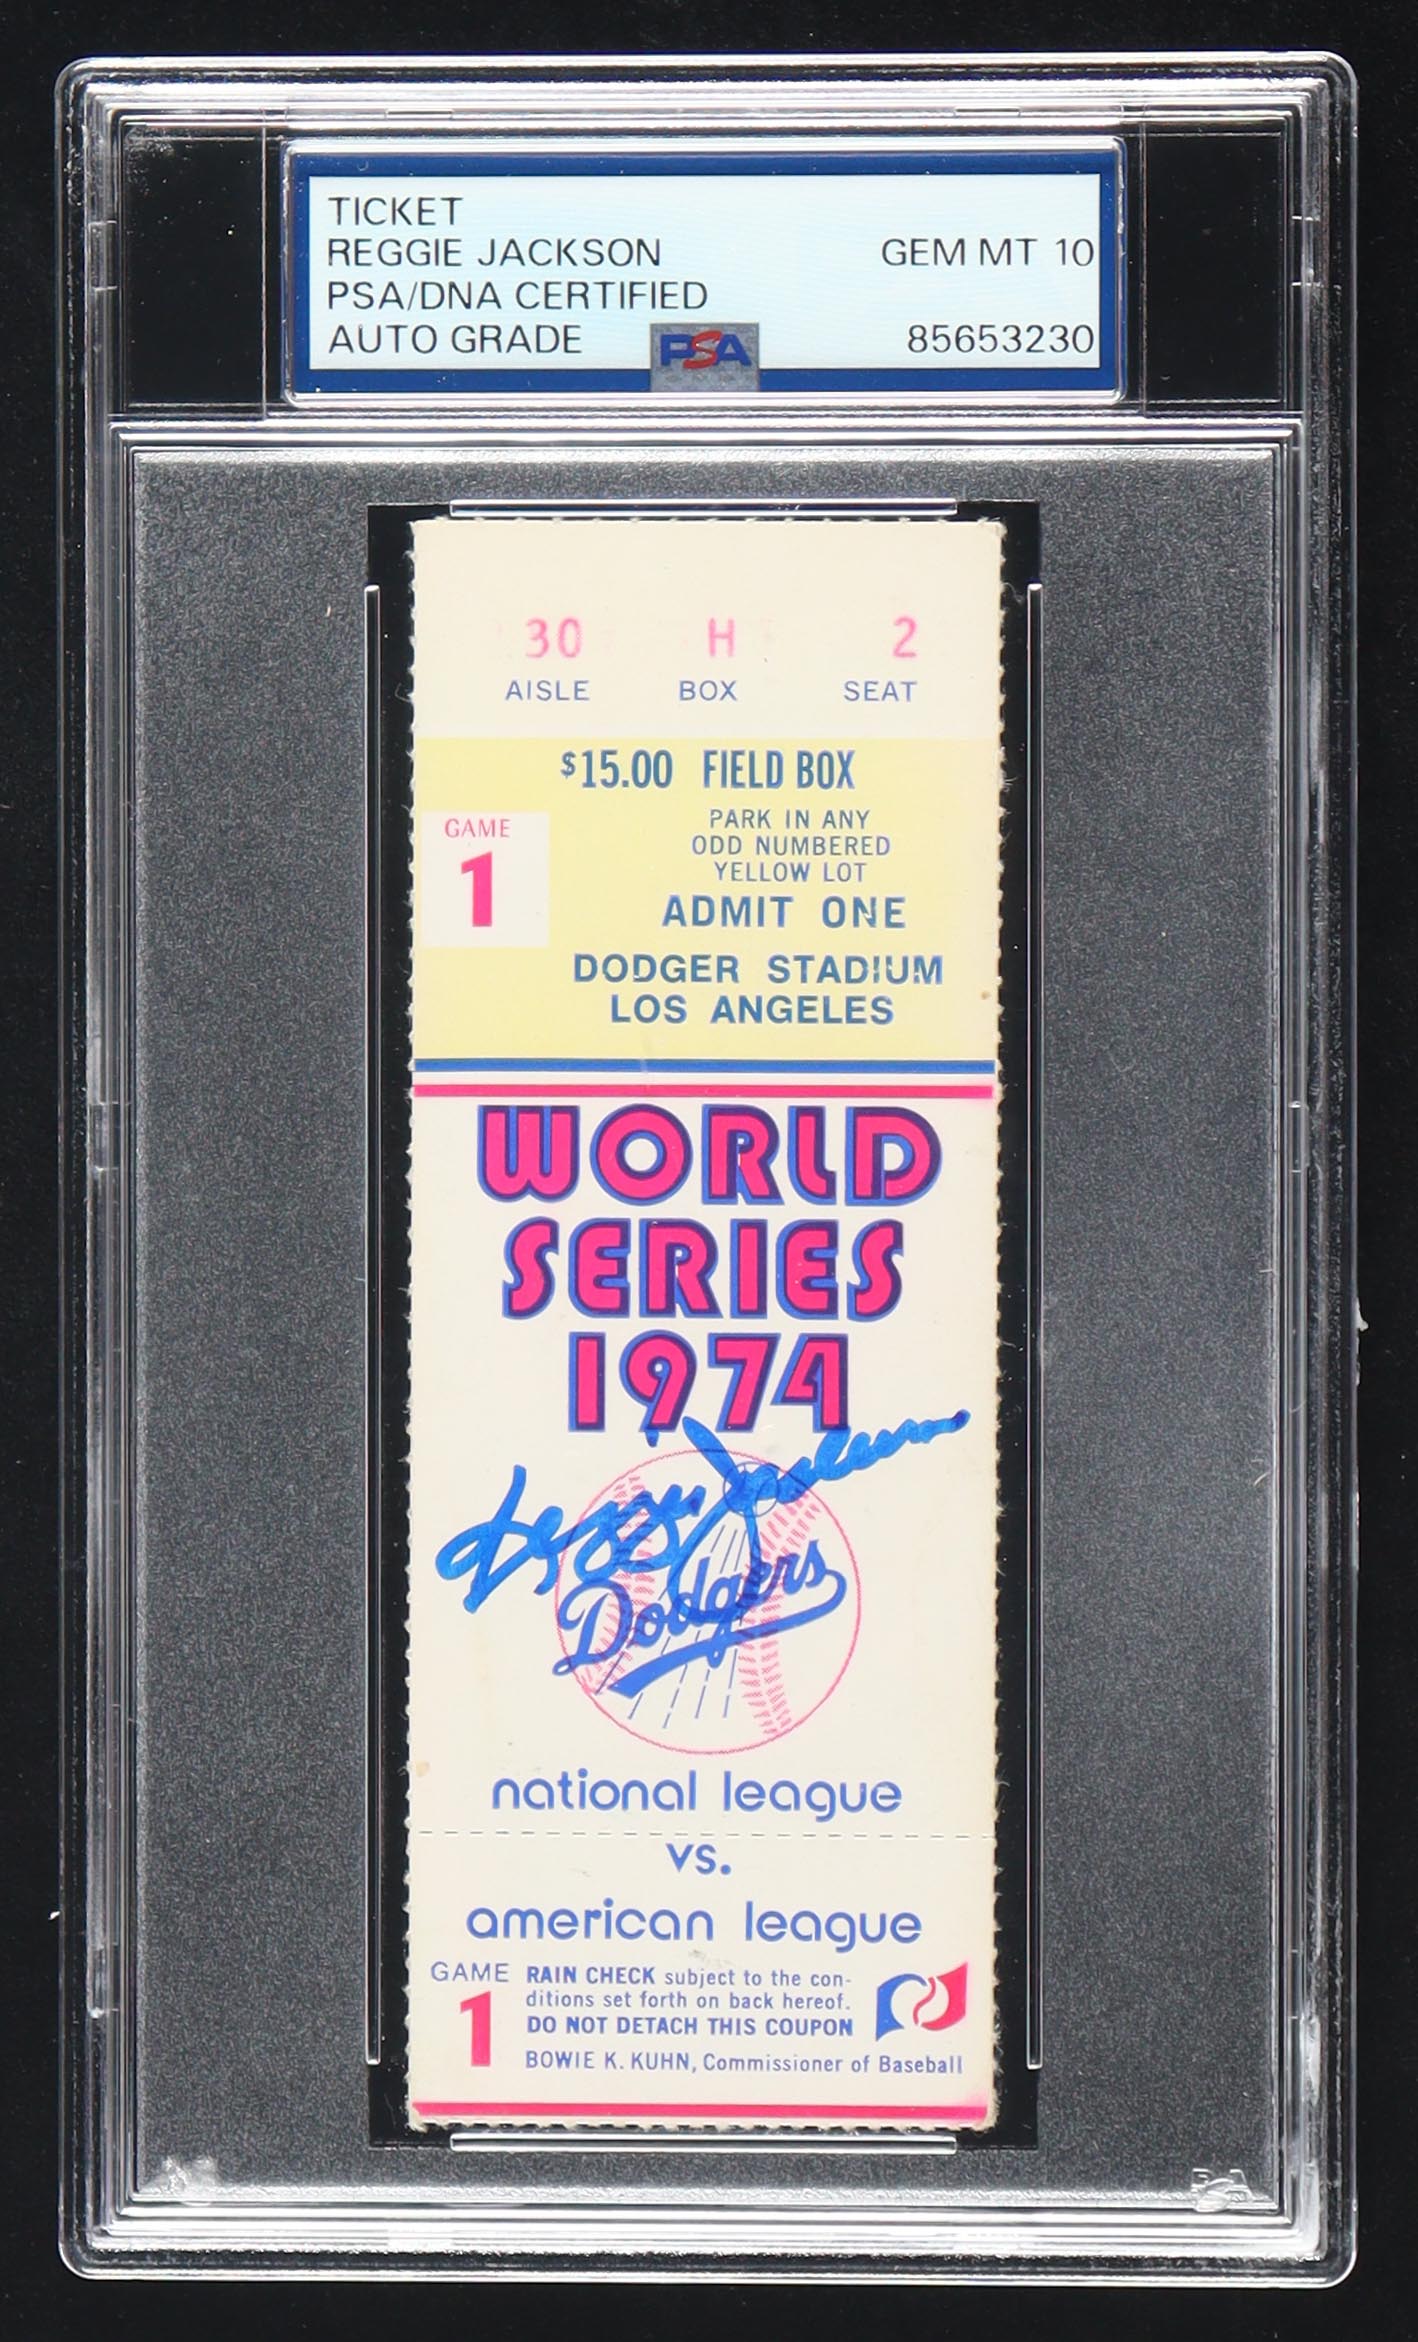 TICKET
REGGIE JACKSON GEM MT 10
PSA/DNA CERTIFIED
AUTO GRADE PSA 85653230
30 H 2
AISLE BOX SEAT
$15.00 FIELD BOX
GAME
1
PARK IN ANY
ODD NUMBERED
YELLOW LOT
ADMIT ONE
DODGER STADIUM
LOS ANGELES
WORLD
SERIES
1974
Reggie Jackson
Dodgers
national league
vs.
american league
GAME
1
RAIN CHECK subject to the con-
ditions set forth on back hereof.
DO NOT DETACH THIS COUPON
BOWIE K. KUHN, Commissioner of Baseball
PSA